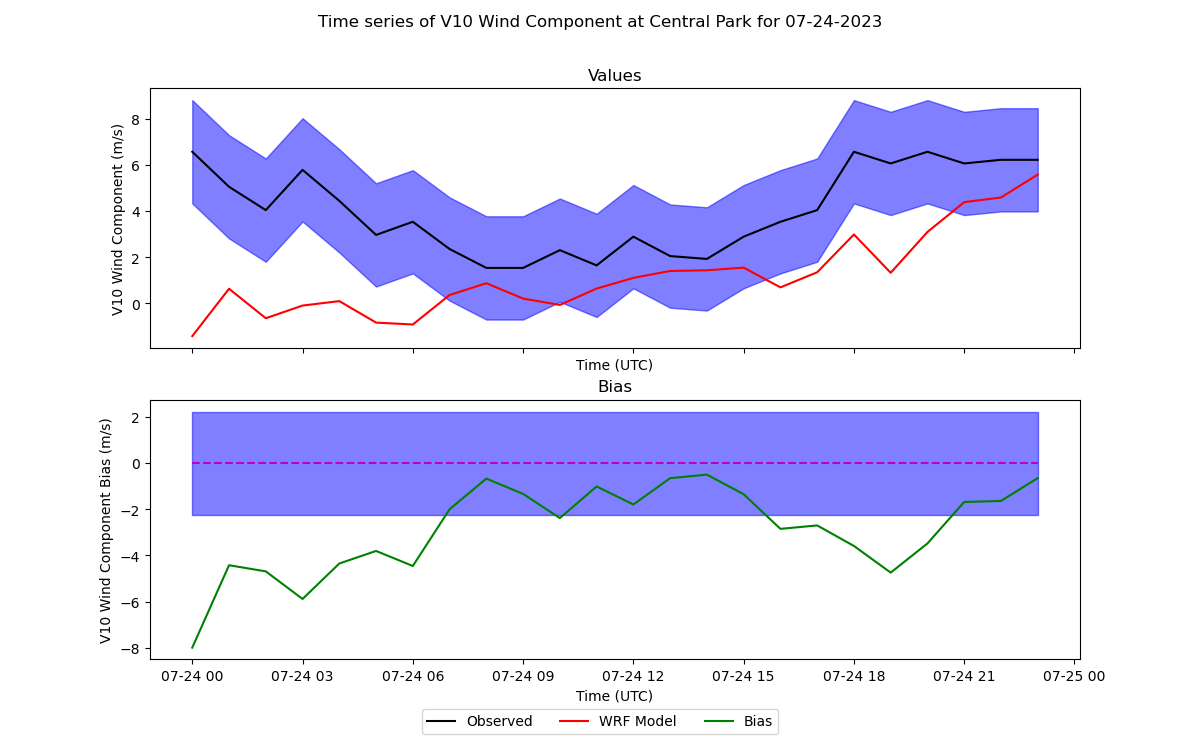 Time series of V10 Wind Component at Central Park for 07-24-2023
Values
V10 Wind Component (m/s)
8
6
4
2
0
Time (UTC)
Bias
V10 Wind Component Bias (m/s)
2
0
−2
−4
−6
−8
07-24 00 07-24 03 07-24 06 07-24 09 07-24 12 07-24 15 07-24 18 07-24 21 07-25 00
Time (UTC)
Observed WRF Model Bias